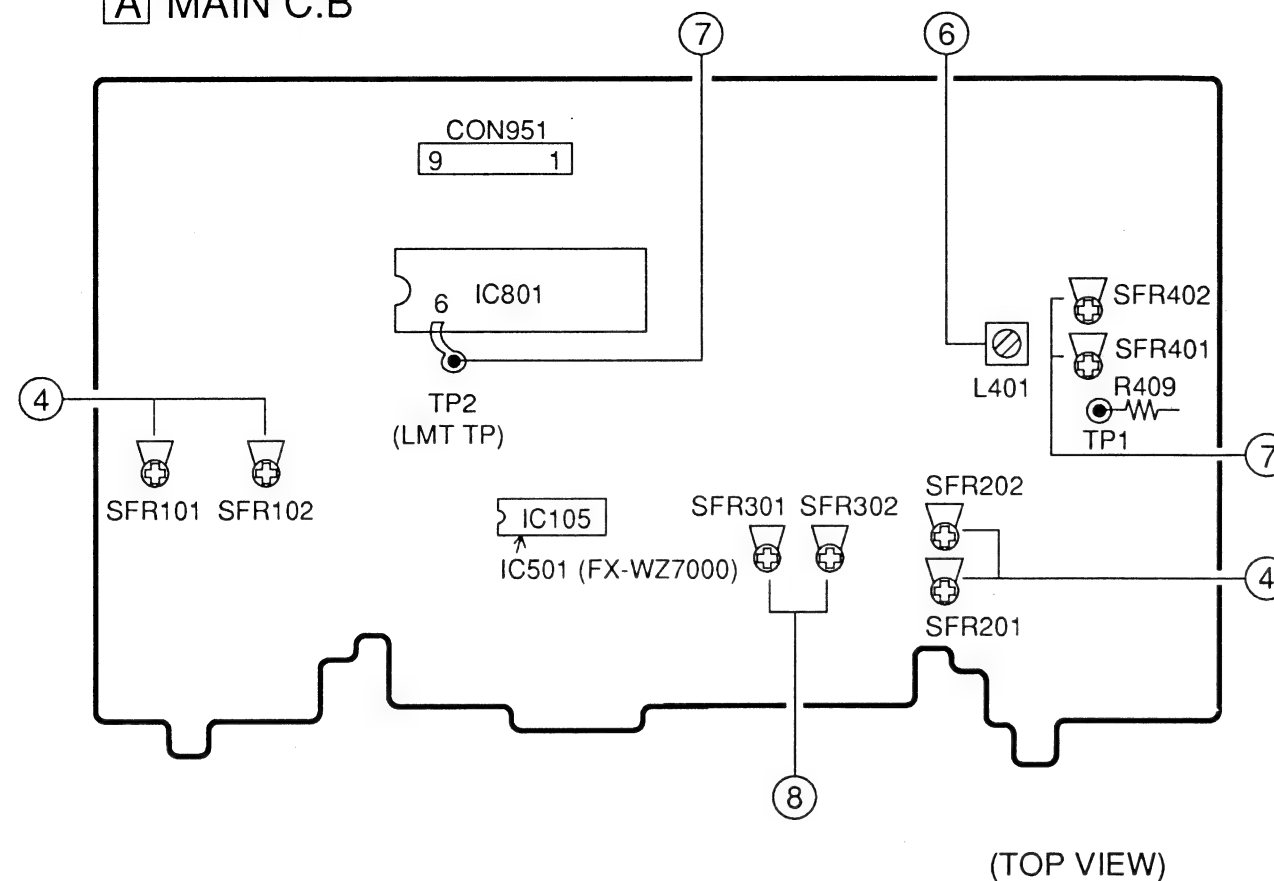 A MAIN C.B
7
6
CON951
9 1
6 IC801
SFR402
SFR401
L401
R409
TP1
4
TP2
(LMT TP)
7
SFR101 SFR102
SFR202
SFR301 SFR302
IC105
IC501 (FX-WZ7000)
4
SFR201
8
(TOP VIEW)